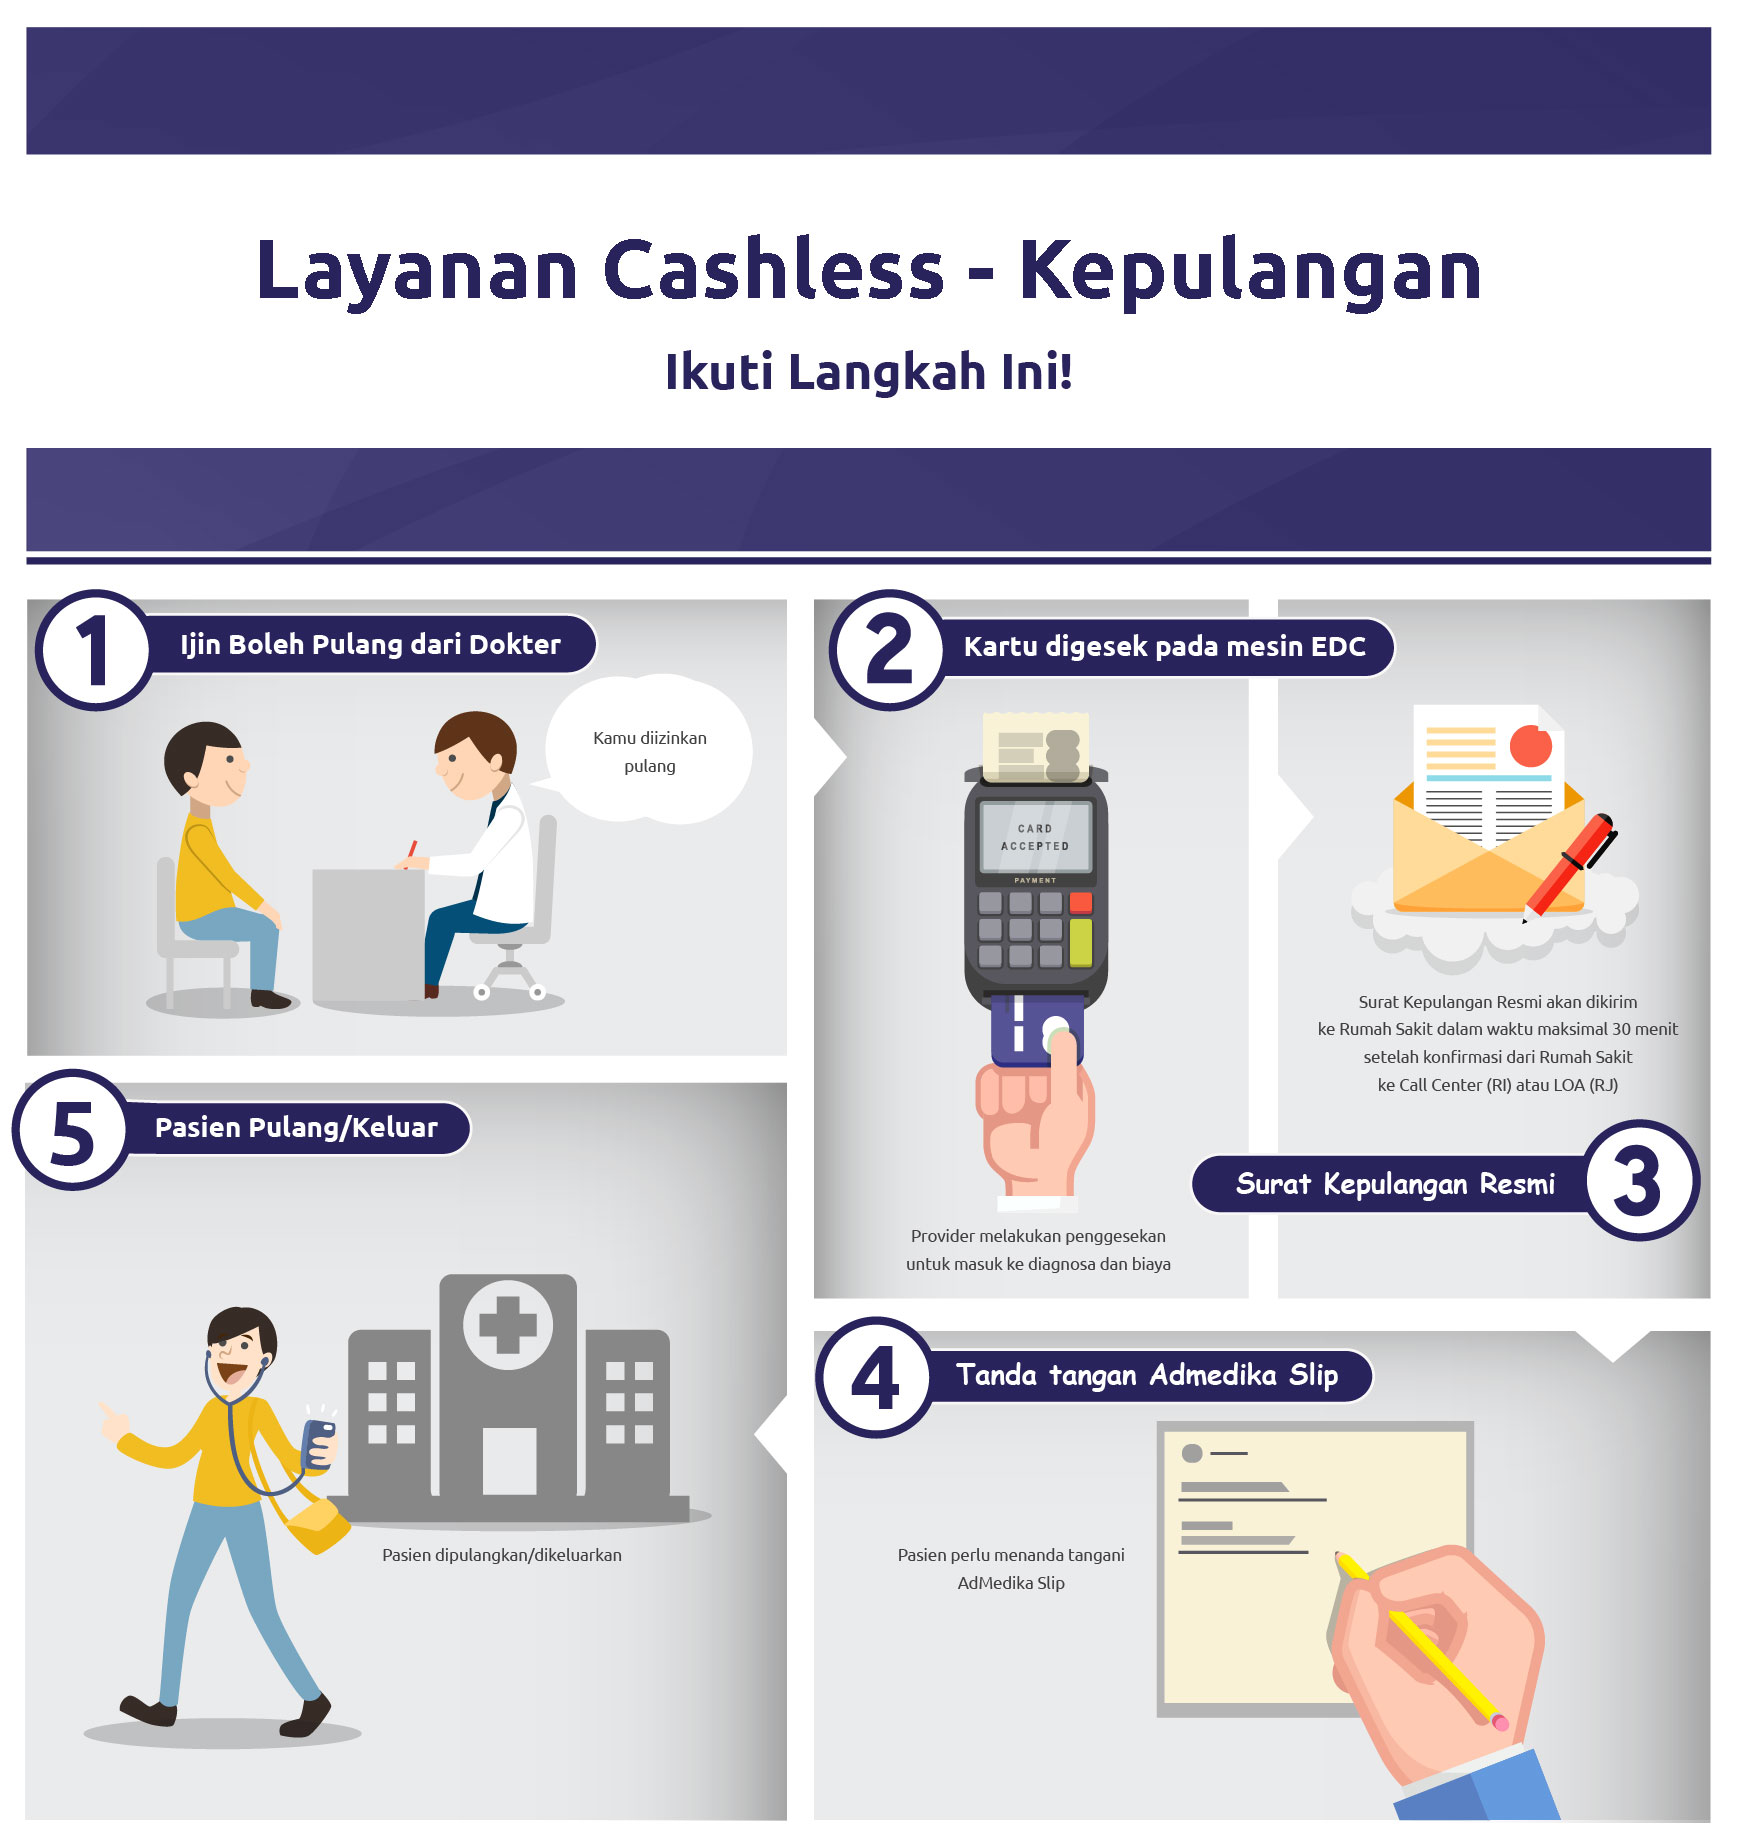 Layanan Cashless - Kepulangan
Ikuti Langkah Ini!
1
Ijin Boleh Pulang dari Dokter
Kamu diizinkan
pulang
2
Kartu digesek pada mesin EDC
CARD
ACCEPTED
PAYMENT
Provider melakukan penggesekan
untuk masuk ke diagnosa dan biaya
Surat Kepulangan Resmi akan dikirim
ke Rumah Sakit dalam waktu maksimal 30 menit
setelah konfirmasi dari Rumah Sakit
ke Call Center (RI) atau LOA (RJ)
Surat Kepulangan Resmi
3
4
Tanda tangan Admedika Slip
Pasien perlu menanda tangani
AdMedika Slip
5
Pasien Pulang/Keluar
Pasien dipulangkan/dikeluarkan